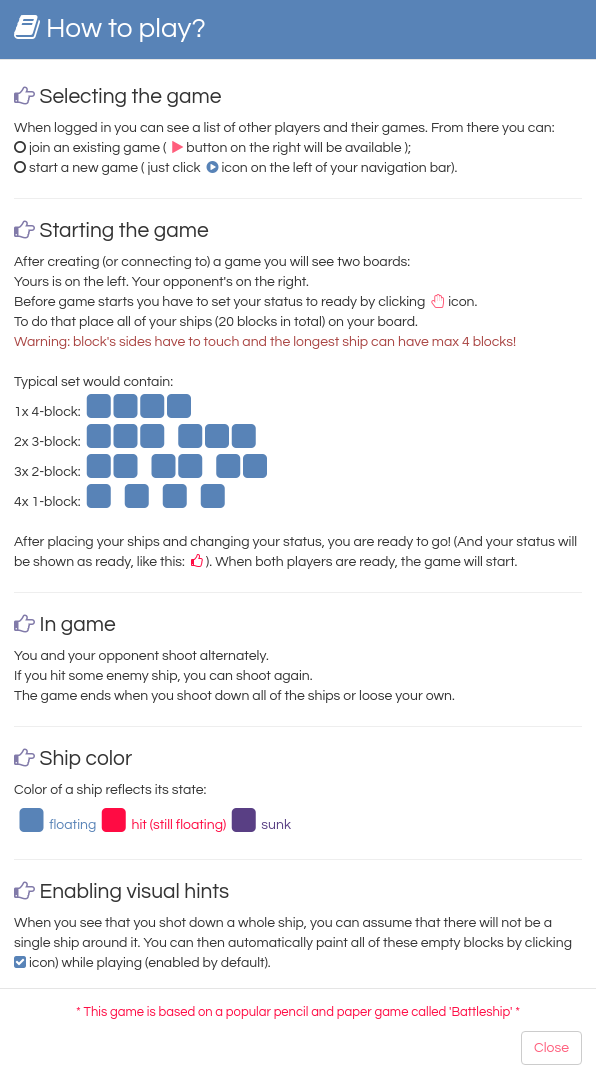 How to play?
Selecting the game
When logged in you can see a list of other players and their games. From there you can:
join an existing game ( button on the right will be available );
start a new game ( just click icon on the left of your navigation bar).
Starting the game
After creating (or connecting to) a game you will see two boards:
Yours is on the left. Your opponent's on the right.
Before game starts you have to set your status to ready by clicking icon.
To do that place all of your ships (20 blocks in total) on your board.
Warning: block's sides have to touch and the longest ship can have max 4 blocks!
Typical set would contain:
1x 4-block:
2x 3-block:
3x 2-block:
4x 1-block:
After placing your ships and changing your status, you are ready to go! (And your status will
be shown as ready, like this: ). When both players are ready, the game will start.
In game
You and your opponent shoot alternately.
If you hit some enemy ship, you can shoot again.
The game ends when you shoot down all of the ships or loose your own.
Ship color
Color of a ship reflects its state:
floating hit (still floating) sunk
Enabling visual hints
When you see that you shot down a whole ship, you can assume that there will not be a
single ship around it. You can then automatically paint all of these empty blocks by clicking
icon) while playing (enabled by default).
* This game is based on a popular pencil and paper game called 'Battleship' *
Close